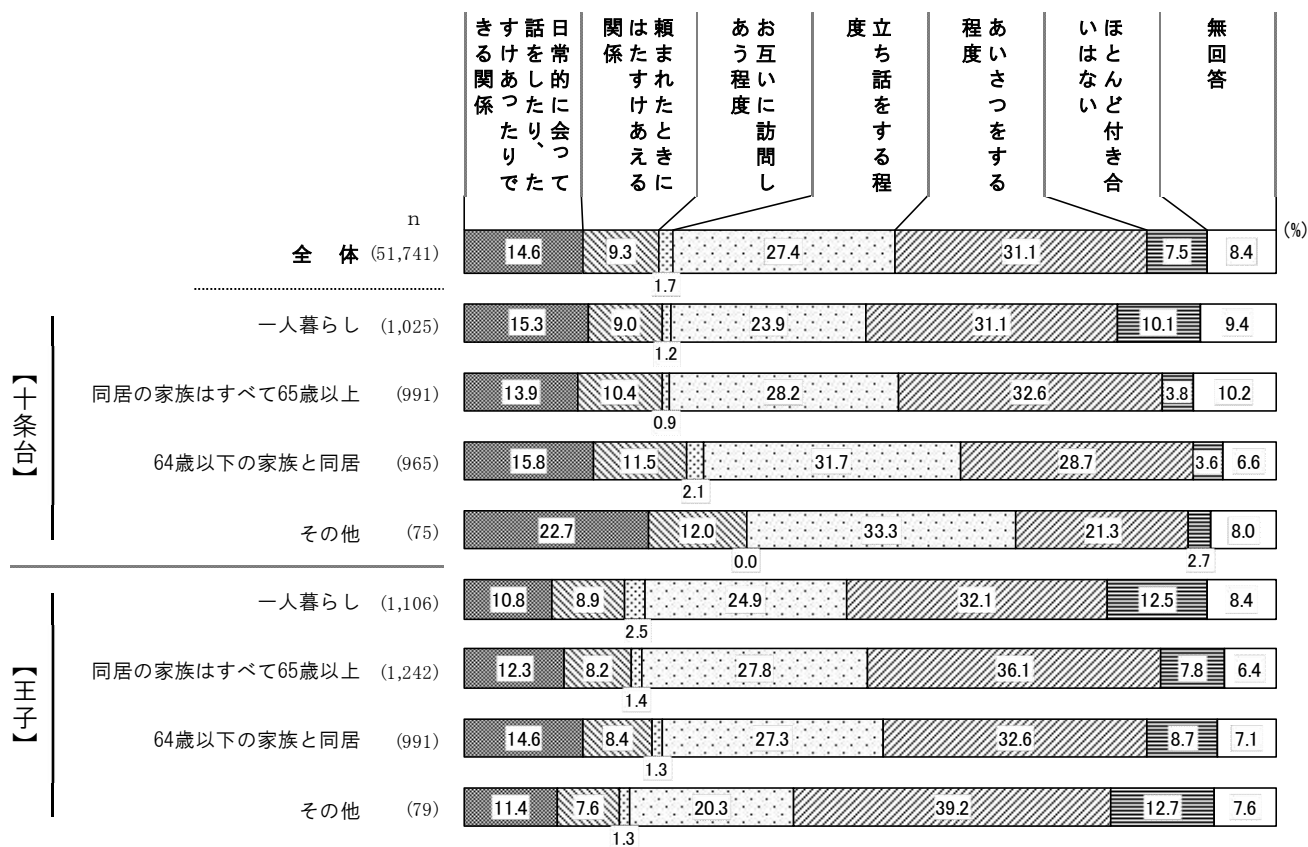 日常的に会って
話をしたり、た
すけあったりで
きる関係
頼まれたときに
はたすけあえる
関係
お互いに訪問し
あう程度
立ち話をする程
度
あいさつをする
程度
ほとんど付き合
いはない
無回答
n
(%)
全 体 (51,741) 14.6 9.3 1.7 27.4 31.1 7.5 8.4
【十条台】
一人暮らし (1,025) 15.3 9.0 1.2 23.9 31.1 10.1 9.4
同居の家族はすべて65歳以上 (991) 13.9 10.4 0.9 28.2 32.6 3.8 10.2
64歳以下の家族と同居 (965) 15.8 11.5 2.1 31.7 28.7 3.6 6.6
その他 (75) 22.7 12.0 0.0 33.3 21.3 2.7 8.0
【王子】
一人暮らし (1,106) 10.8 8.9 2.5 24.9 32.1 12.5 8.4
同居の家族はすべて65歳以上 (1,242) 12.3 8.2 1.4 27.8 36.1 7.8 6.4
64歳以下の家族と同居 (991) 14.6 8.4 1.3 27.3 32.6 8.7 7.1
その他 (79) 11.4 7.6 1.3 20.3 39.2 12.7 7.6